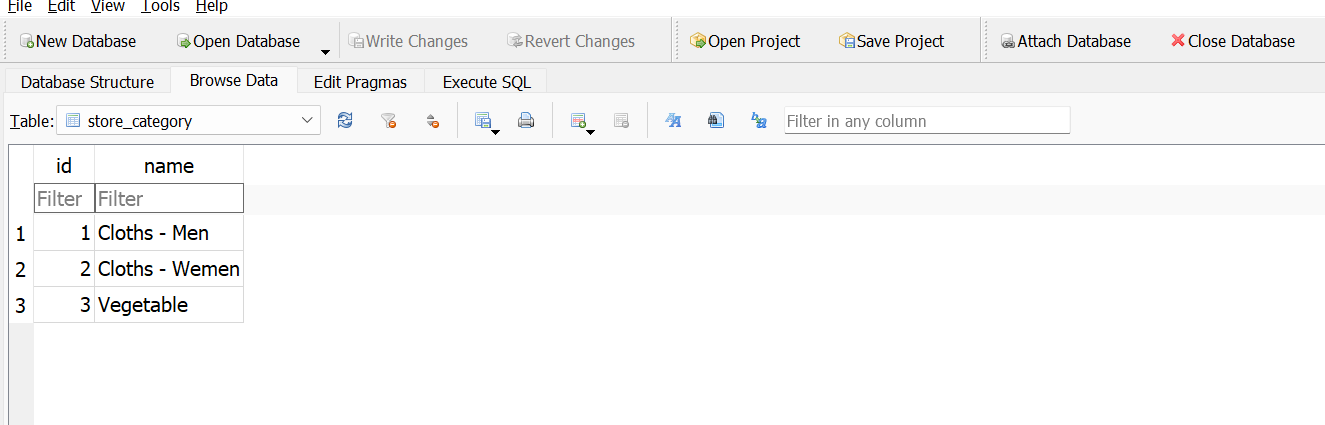 File Edit View Tools Help
New Database Open Database Write Changes Revert Changes Open Project Save Project Attach Database Close Database
Database Structure Browse Data Edit Pragmas Execute SQL
Table: store_category Filter in any column
id name
Filter Filter
1 1 Cloths - Men
2 2 Cloths - Wemen
3 3 Vegetable